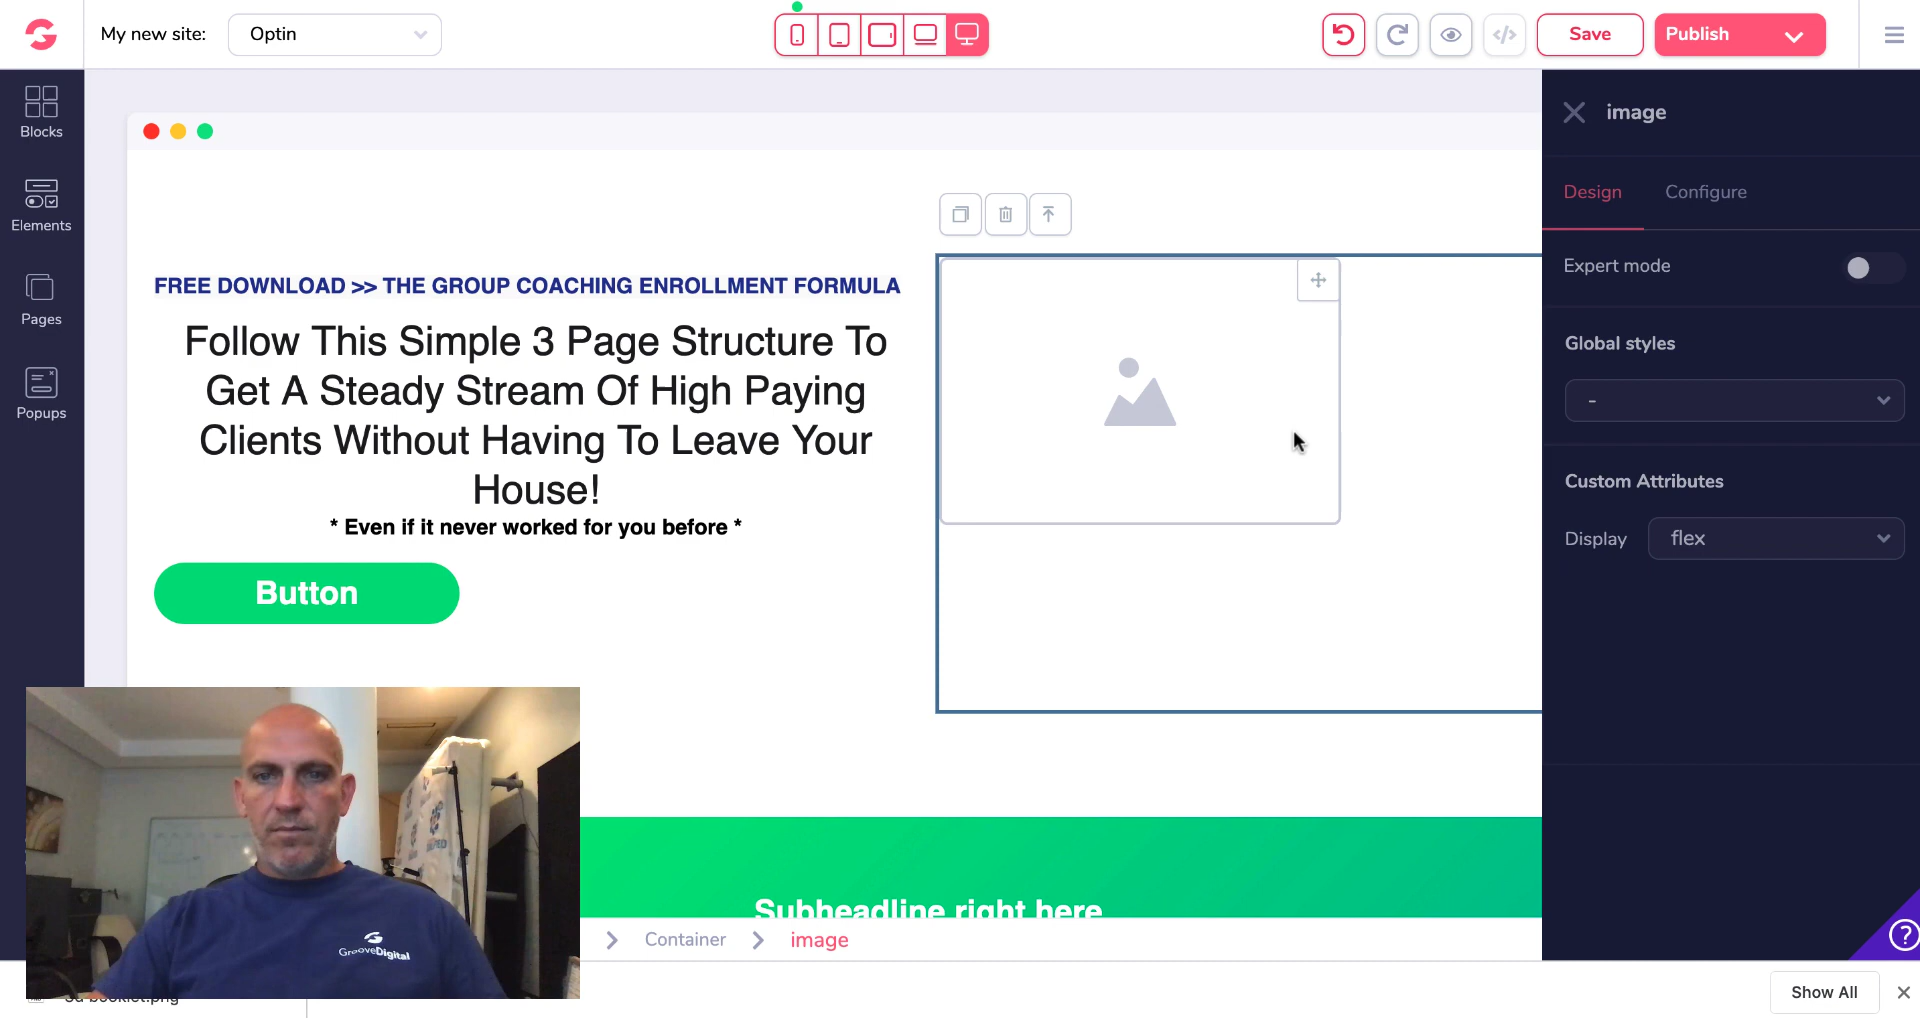 My new site:
Optin
Save
Publish
Blocks
Elements
Pages
Popups
FREE DOWNLOAD >> THE GROUP COACHING ENROLLMENT FORMULA
Follow This Simple 3 Page Structure To
Get A Steady Stream Of High Paying
Clients Without Having To Leave Your
House!
* Even if it never worked for you before *
Button
Subheadline right here
Container
image
image
Design
Configure
Expert mode
Global styles
-
Custom Attributes
Display
flex
?
GrooveDigital
Show All